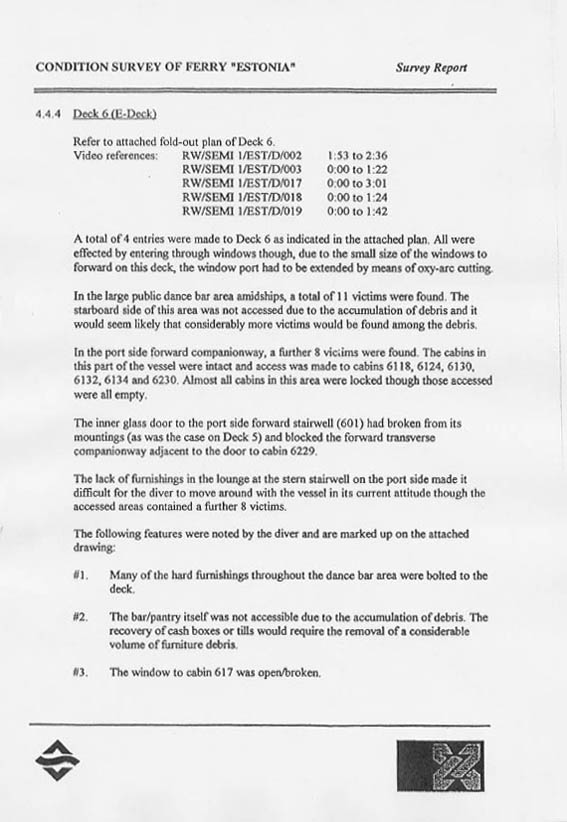 CONDITION SURVEY OF FERRY "ESTONIA" Survey Report
4.4.4 Deck 6 (E-Deck)
Refer to attached fold-out plan of Deck 6.
Video references: RW/SEMI 1/EST/D/002 1:53 to 2:36
RW/SEMI 1/EST/D/003 0:00 to 1:22
RW/SEMI 1/EST/D/017 0:00 to 3:01
RW/SEMI 1/EST/D/018 0:00 to 1:24
RW/SEMI 1/EST/D/019 0:00 to 1:42
A total of 4 entries were made to Deck 6 as indicated in the attached plan. All were
effected by entering through windows though, due to the small size of the windows to
forward on this deck, the window port had to be extended by means of oxy-arc cutting.
In the large public dance bar area amidships, a total of 11 victims were found. The
starboard side of this area was not accessed due to the accumulation of debris and it
would seem likely that considerably more victims would be found among the debris.
In the port side forward companionway, a further 8 victims were found. The cabins in
this part of the vessel were intact and access was made to cabins 6118, 6124, 6130,
6132, 6134 and 6230. Almost all cabins in this area were locked though those accessed
were all empty.
The inner glass door to the port side forward stairwell (601) had broken from its
mountings (as was the case on Deck 5) and blocked the forward transverse
companionway adjacent to the door to cabin 6229.
The lack of furnishings in the lounge at the stern stairwell on the port side made it
difficult for the diver to move around with the vessel in its current attitude though the
accessed areas contained a further 8 victims.
The following features were noted by the diver and are marked up on the attached
drawing:
#1. Many of the hard furnishings throughout the dance bar area were bolted to the
deck.
#2. The bar/pantry itself was not accessible due to the accumulation of debris. The
recovery of cash boxes or tills would require the removal of a considerable
volume of furniture debris.
#3. The window to cabin 617 was open/broken.